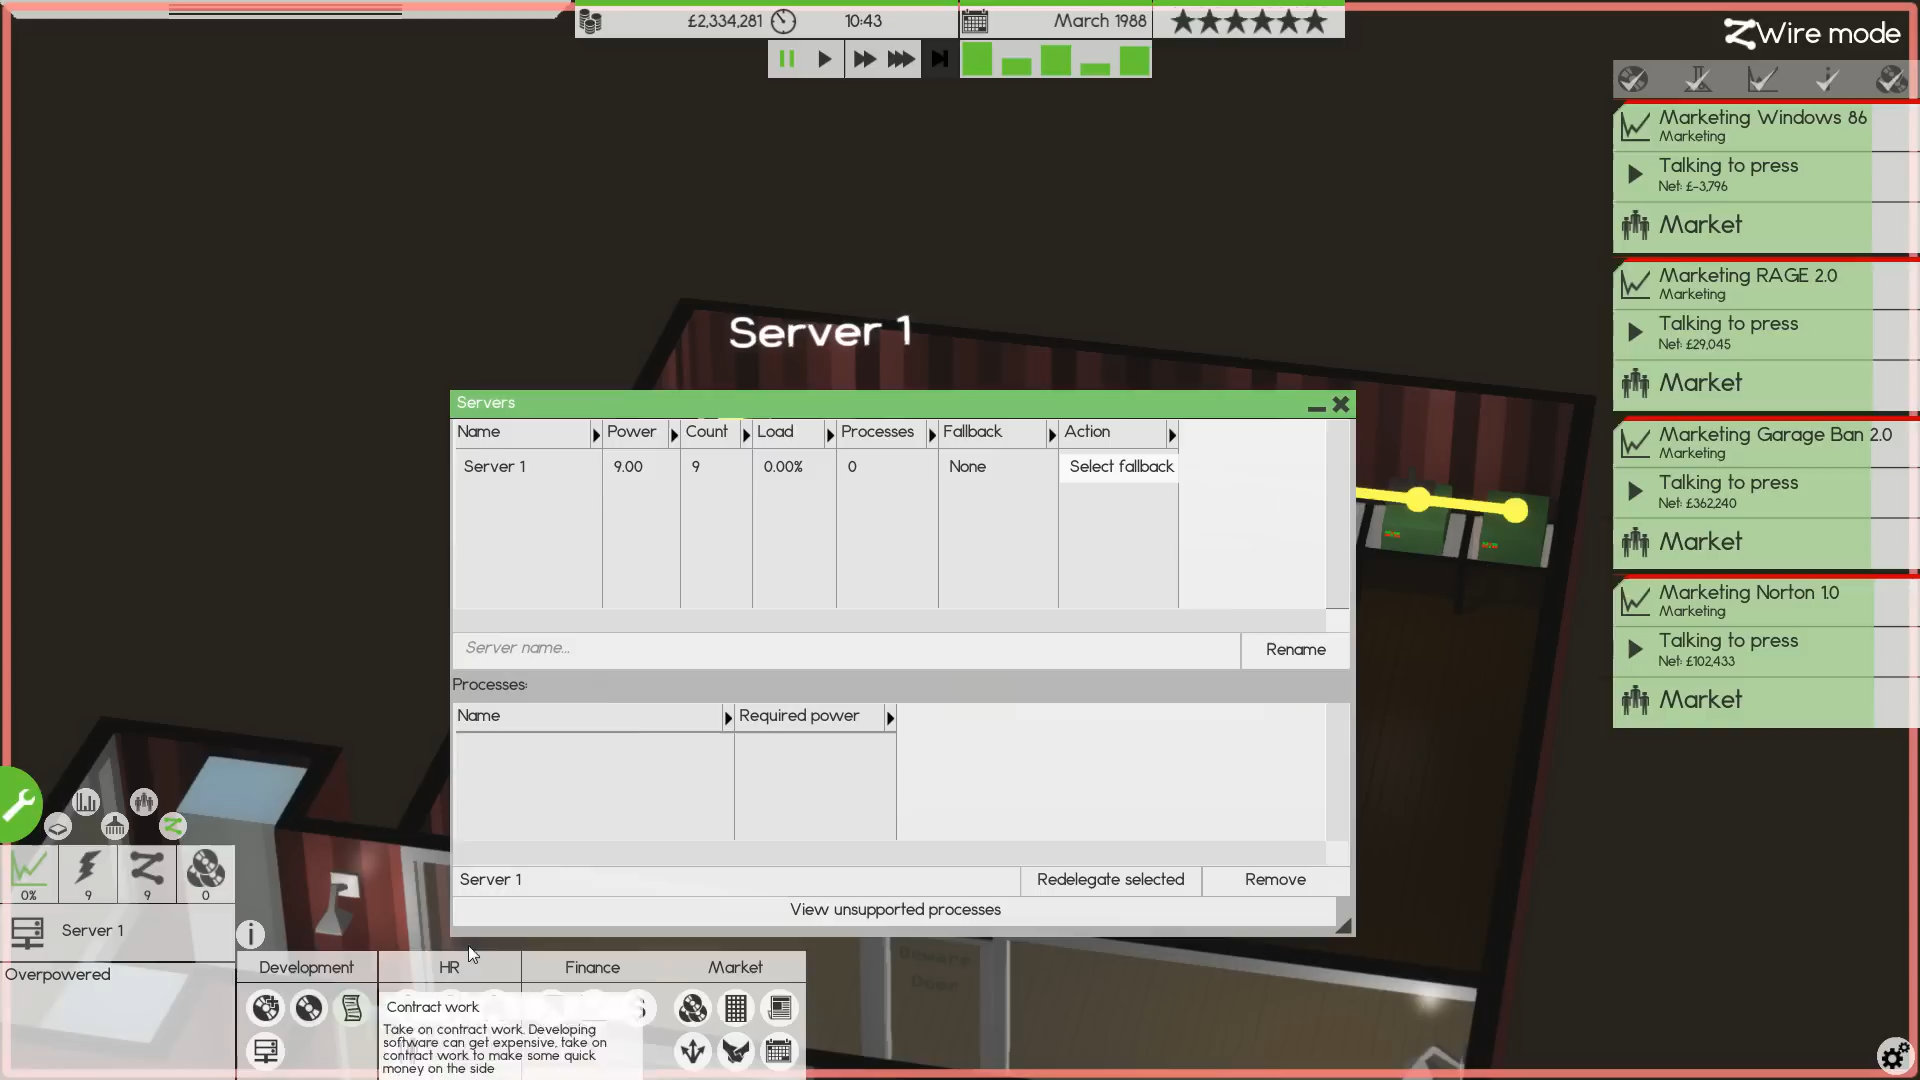 £2,334,281
10:43
March 1988
Wire mode
Marketing Windows 86
Marketing
Talking to press
Net: £-3,796
Market
Marketing RAGE 2.0
Marketing
Talking to press
Net: £29,045
Market
Marketing Garage Ban 2.0
Marketing
Talking to press
Net: £362,240
Market
Marketing Norton 1.0
Marketing
Talking to press
Net: £102,433
Market
Server 1
Servers
Name Power Count Load Processes Fallback Action
Server 1 9.00 9 0.00% 0 None Select fallback
Server name...
Rename
Processes:
Name Required power
Server 1
Redelegate selected
Remove
View unsupported processes
0% 9 9 0
Server 1
Overpowered
Development HR Finance Market
Contract work
Take on contract work. Developing
software can get expensive, take on
contract work to make some quick
money on the side
Beware